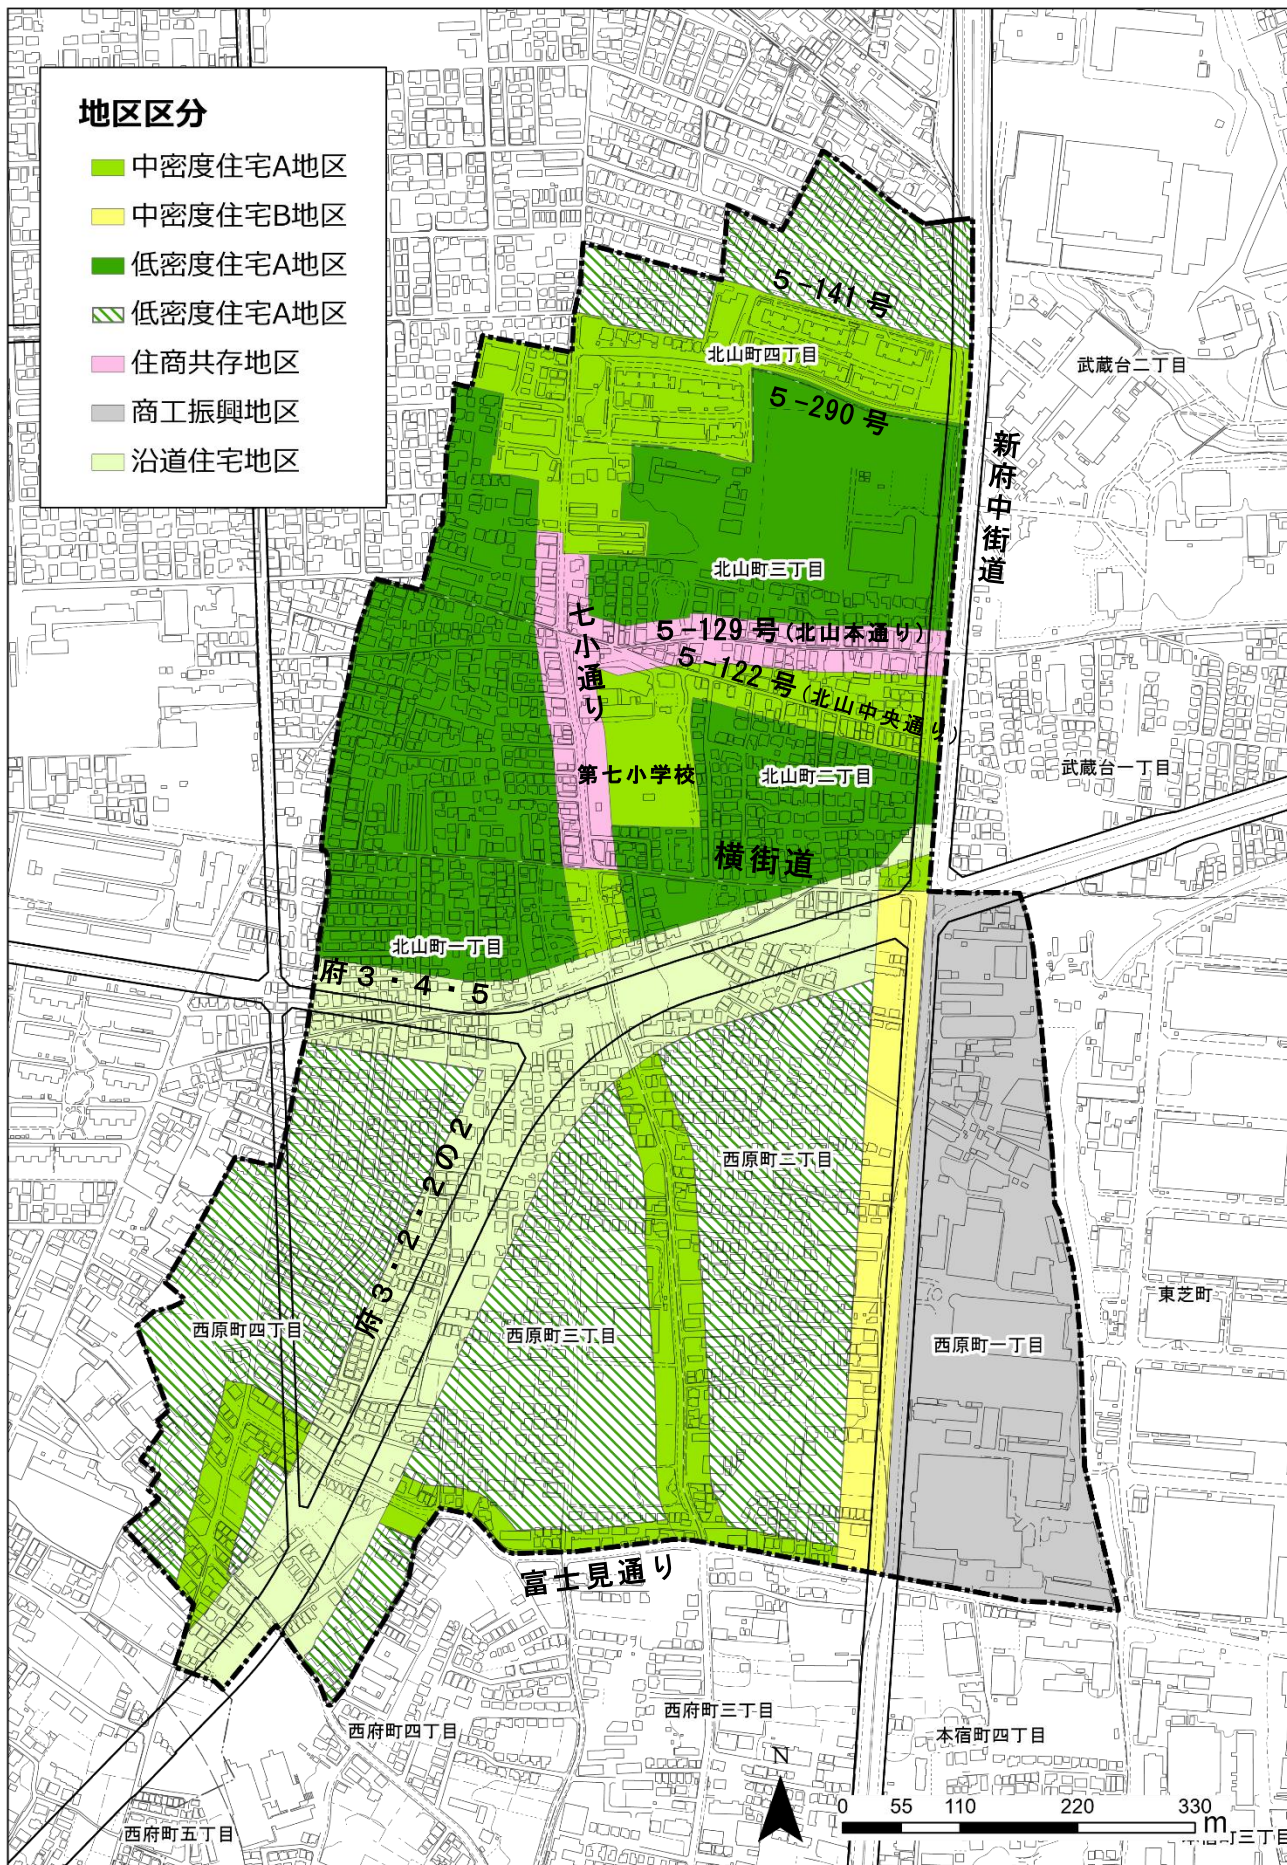 地区区分
中密度住宅A地区
中密度住宅B地区
低密度住宅A地区
低密度住宅A地区
住商共存地区
商工振興地区
沿道住宅地区
5-141号
北山町四丁目
武蔵台二丁目
5-290号
新府中街道
北山町三丁目
七小通り
5-129号(北山本通り)
5-122号(北山中央通り)
第七小学校
北山町二丁目
武蔵台一丁目
横街道
北山町一丁目
府3・4・5
府3・2・2の2
西原町二丁目
東芝町
西原町四丁目
西原町三丁目
西原町一丁目
富士見通り
西府町四丁目
西府町三丁目
本宿町四丁目
N
0 55 110 220 330
m
西府町五丁目
本宿町三丁目